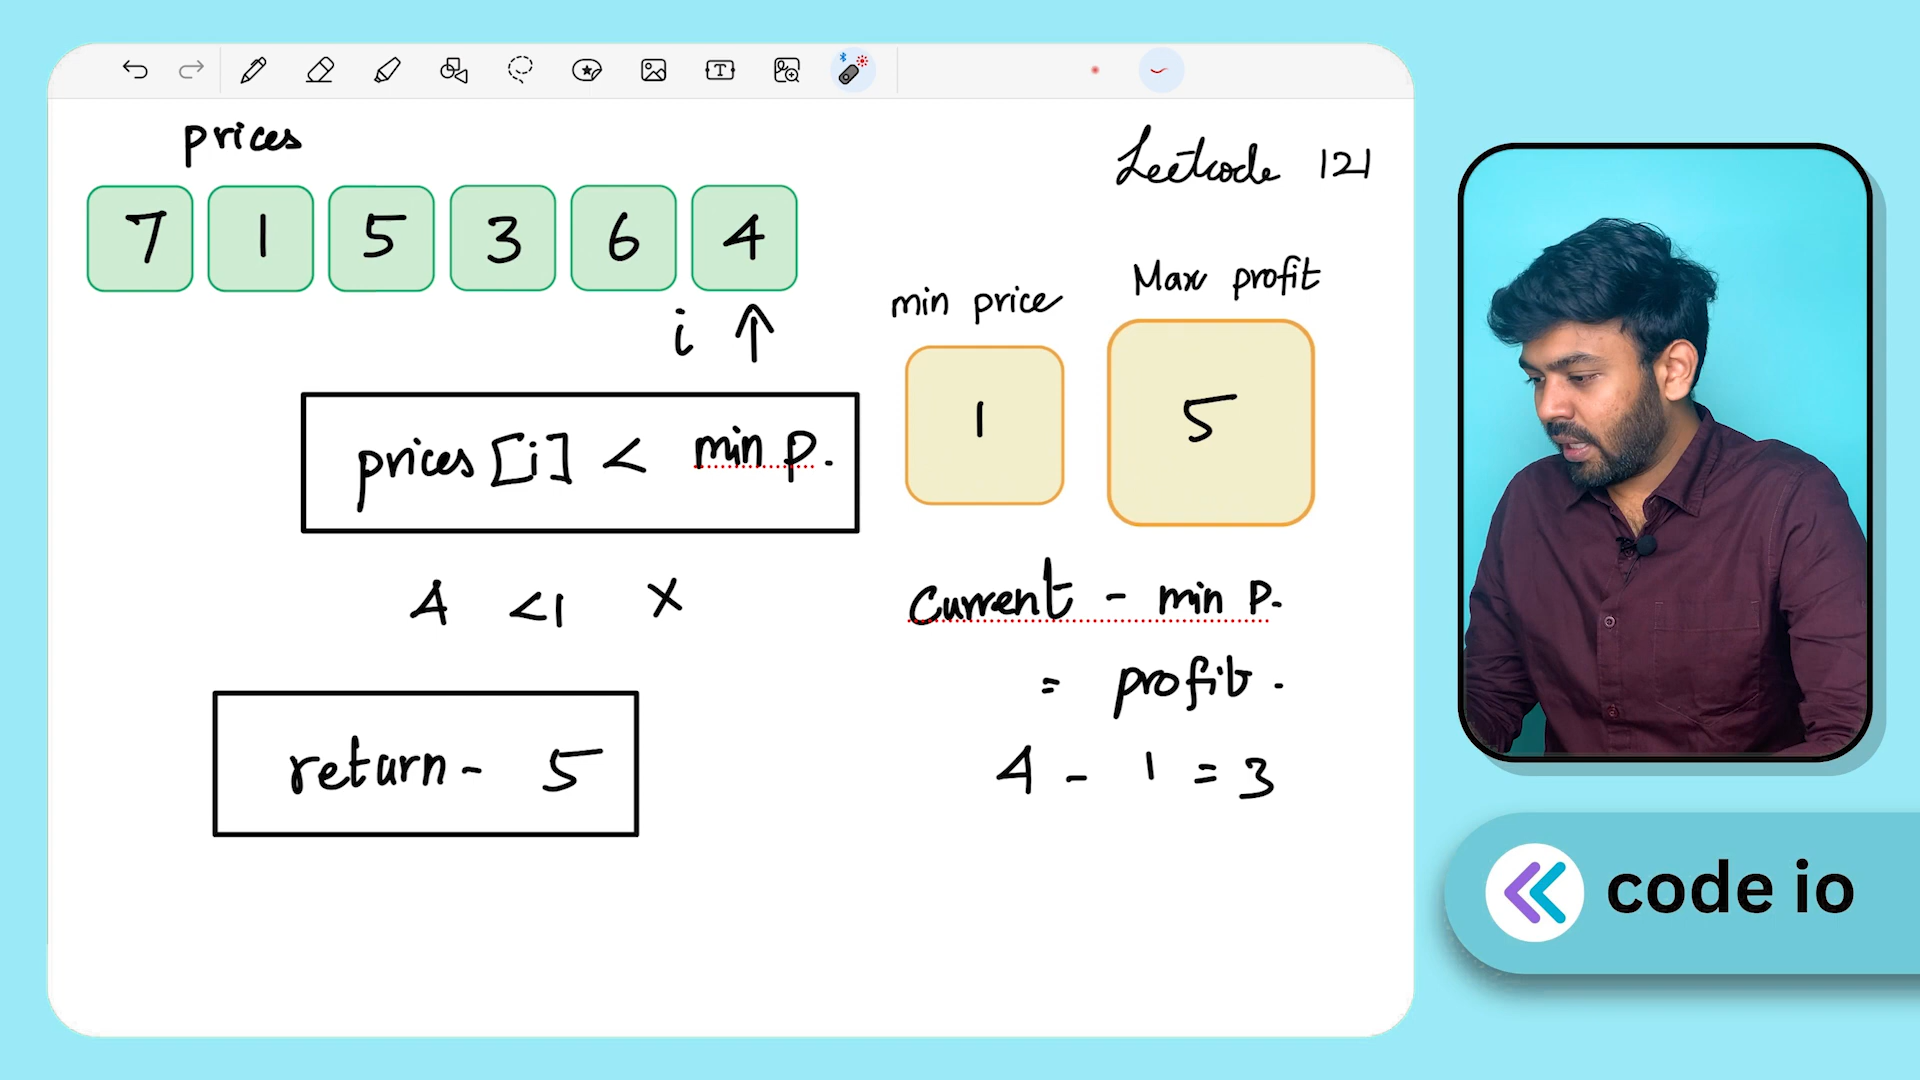 prices
Leetcode 121
7 1 5 3 6 4
i ↑
min price
Max profit
1
5
prices [i] < min p.
4 <1 X
Current - min P.
= profit.
4 - 1 = 3
return - 5
code io